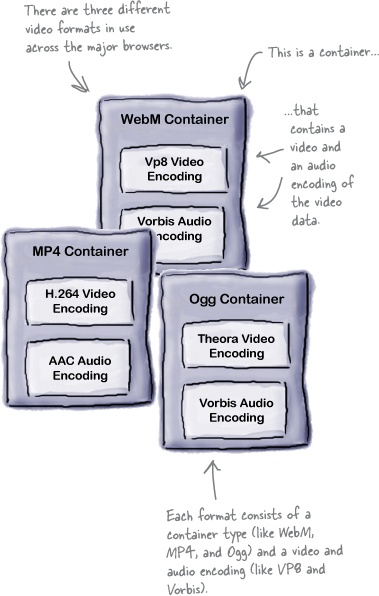 There are three different
video formats in use
across the major browsers.
This is a container...
WebM Container
Vp8 Video
Encoding
Vorbis Audio
ncoding
...that
contains a
video and
an audio
encoding of
the video
data.
MP4 Container
H.264 Video
Encoding
AAC Audio
Encoding
Ogg Container
Theora Video
Encoding
Vorbis Audio
Encoding
Each format consists of a
container type (like WebM,
MP4, and Ogg) and a video and
audio encoding (like VP8 and
Vorbis).